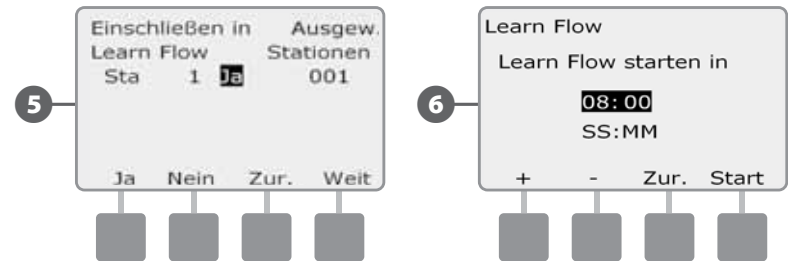 5
Einschließen in Ausgew.
Learn Flow Stationen
Sta 1 Ja 001
Ja Nein Zur. Weit
6
Learn Flow
Learn Flow starten in
08:00
SS:MM
+ - Zur. Start